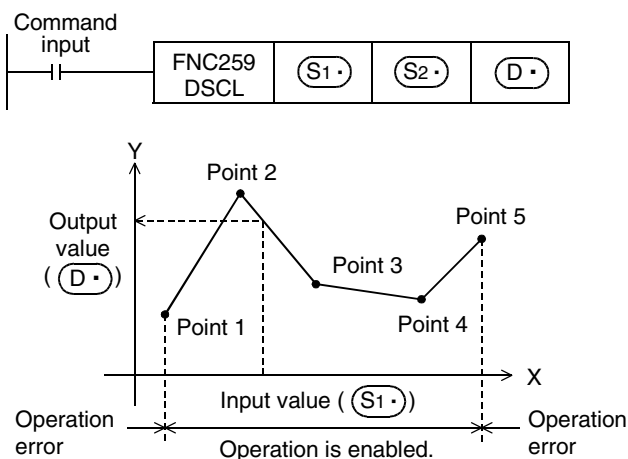 Command
input
FNC259
DSCL
S1·
S2·
D·
Y
Point 2
Output
value
( D· )
Point 5
Point 3
Point 1
Point 4
X
Input value ( S1· )
Operation
error
Operation is enabled.
Operation
error